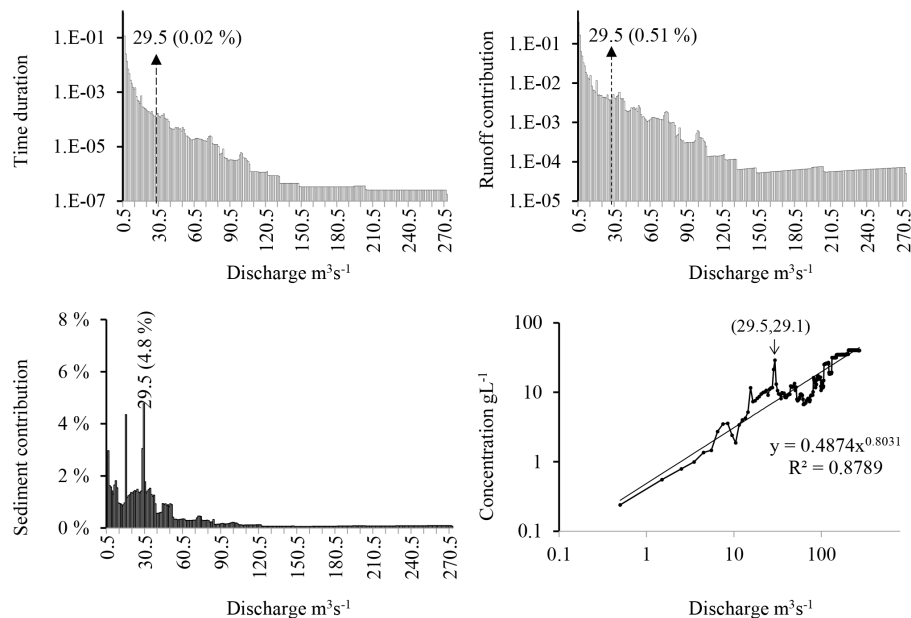 Time duration
1.E-01
1.E-03
1.E-05
1.E-07
29.5 (0.02 %)
0.5
30.5
60.5
90.5
120.5
150.5
180.5
210.5
240.5
270.5
Discharge m³s⁻¹
Runoff contribution
1.E-01
1.E-02
1.E-03
1.E-04
1.E-05
29.5 (0.51 %)
0.5
30.5
60.5
90.5
120.5
150.5
180.5
210.5
240.5
270.5
Discharge m³s⁻¹
Sediment contribution
8 %
6 %
4 %
2 %
0 %
29.5 (4.8 %)
0.5
30.5
60.5
90.5
120.5
150.5
180.5
210.5
240.5
270.5
Discharge m³s⁻¹
Concentration gL⁻¹
100
10
1
0.1
(29.5,29.1)
y = 0.4874x⁰·⁸⁰³¹
R² = 0.8789
0.1
1
10
100
Discharge m³s⁻¹